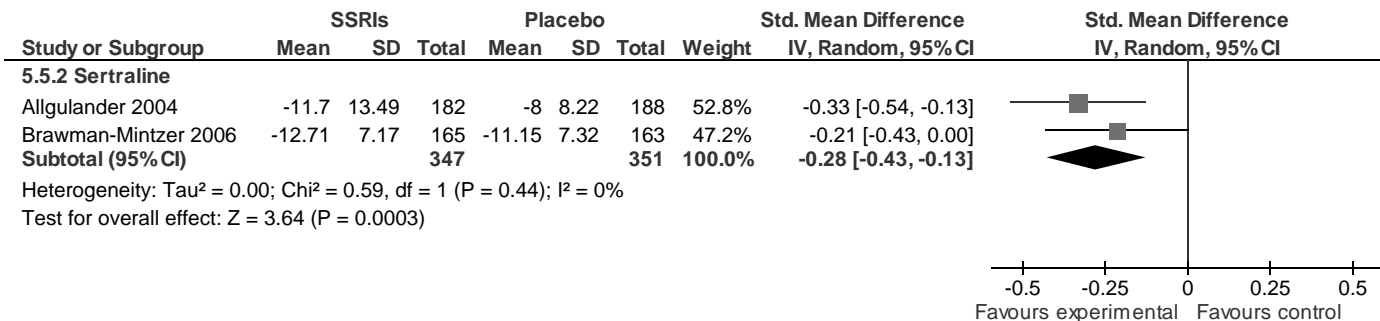 SSRIs Placebo Std. Mean Difference Std. Mean Difference
Study or Subgroup Mean SD Total Mean SD Total Weight IV, Random, 95% CI IV, Random, 95% CI
5.5.2 Sertraline
Allgulander 2004 -11.7 13.49 182 -8 8.22 188 52.8% -0.33 [-0.54, -0.13]
Brawman-Mintzer 2006 -12.71 7.17 165 -11.15 7.32 163 47.2% -0.21 [-0.43, 0.00]
Subtotal (95% CI) 347 351 100.0% -0.28 [-0.43, -0.13]
Heterogeneity: Tau² = 0.00; Chi² = 0.59, df = 1 (P = 0.44); I² = 0%
Test for overall effect: Z = 3.64 (P = 0.0003)
-0.5 -0.25 0 0.25 0.5
Favours experimental Favours control